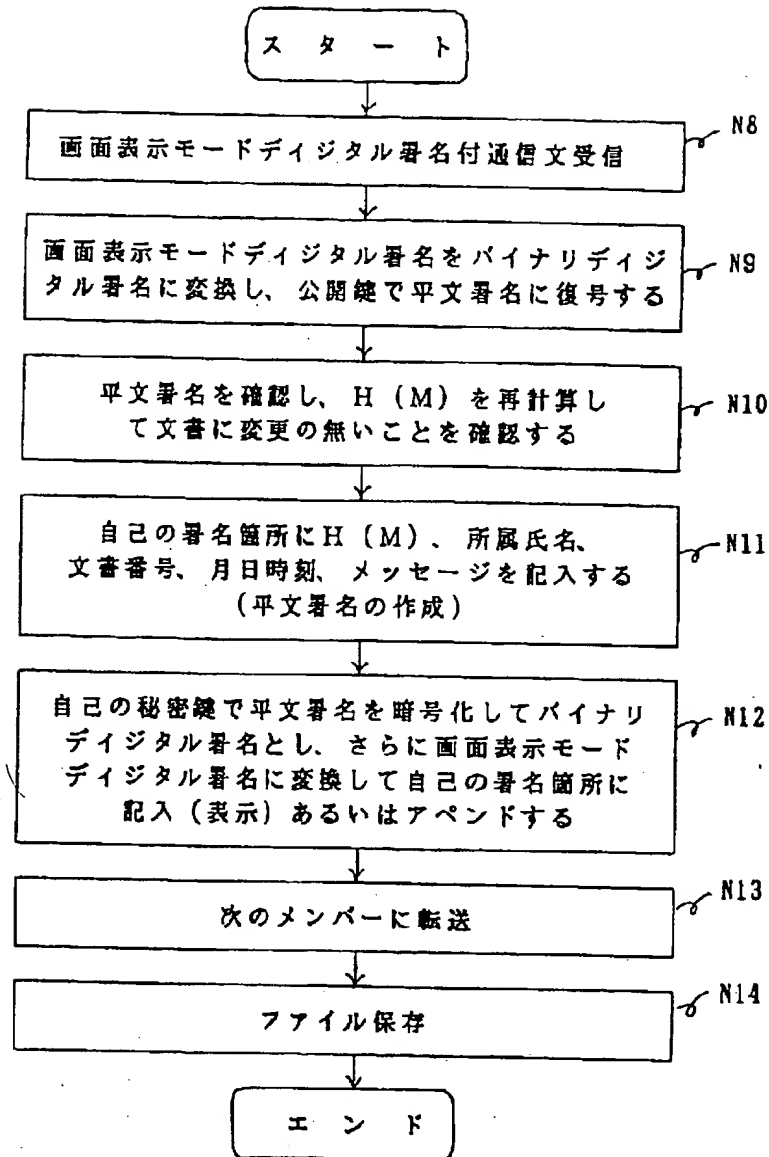 スタート
画面表示モードディジタル署名付通信文受信
N8
画面表示モードディジタル署名をバイナリディジ
タル署名に変換し、公開鍵で平文署名に復号する
N9
平文署名を確認し、H(M)を再計算し
て文書に変更の無いことを確認する
N10
自己の署名箇所にH(M)、所属氏名、
文書番号、月日時刻、メッセージを記入する
(平文署名の作成)
N11
自己の秘密鍵で平文署名を暗号化してバイナリ
ディジタル署名とし、さらに画面表示モード
ディジタル署名に変換して自己の署名箇所に
記入(表示)あるいはアペンドする
N12
次のメンバーに転送
N13
ファイル保存
N14
エンド